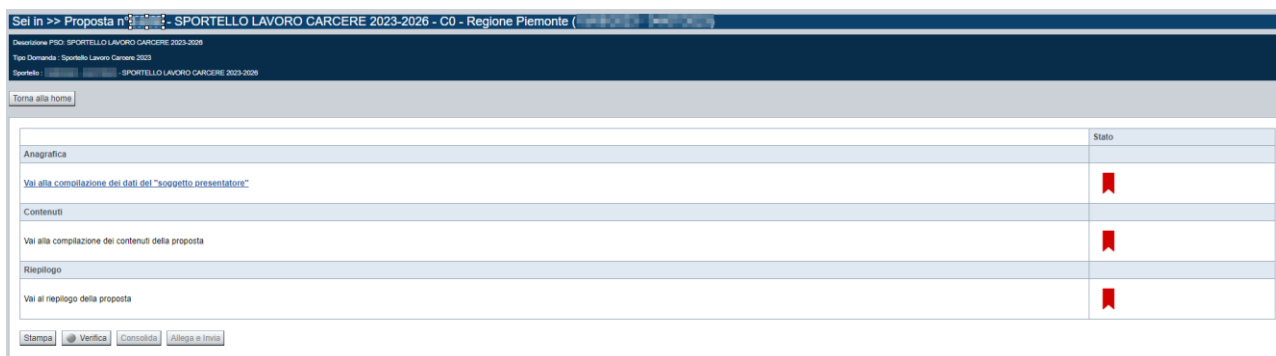 Sei in >> Proposta n° - SPORTELLO LAVORO CARCERE 2023-2026 - C0 - Regione Piemonte (
Descrizione PSO: SPORTELLO LAVORO CARCERE 2023-2026
Tipo Domanda : Sportello Lavoro Carcere 2023
Sportello : - SPORTELLO LAVORO CARCERE 2023-2026
Torna alla home
Stato
Anagrafica
Vai alla compilazione dei dati del "soggetto presentatore"
Contenuti
Vai alla compilazione dei contenuti della proposta
Riepilogo
Vai al riepilogo della proposta
Stampa Verifica Consolida Allega e Invia